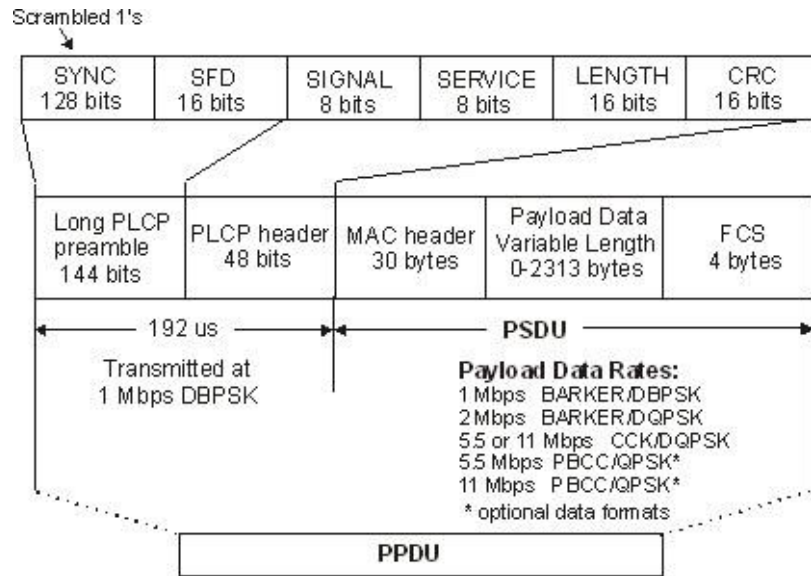 Scrambled 1's
SYNC
128 bits
SFD
16 bits
SIGNAL
8 bits
SERVICE
8 bits
LENGTH
16 bits
CRC
16 bits
Long PLCP
preamble
144 bits
PLCP header
48 bits
MAC header
30 bytes
Payload Data
Variable Length
0-2313 bytes
FCS
4 bytes
192 us
PSDU
Transmitted at
1 Mbps DBPSK
Payload Data Rates:
1 Mbps BARKER/DBPSK
2 Mbps BARKER/DQPSK
5.5 or 11 Mbps CCK/DQPSK
5.5 Mbps PBCC/QPSK*
11 Mbps PBCC/QPSK*
* optional data formats
PPDU